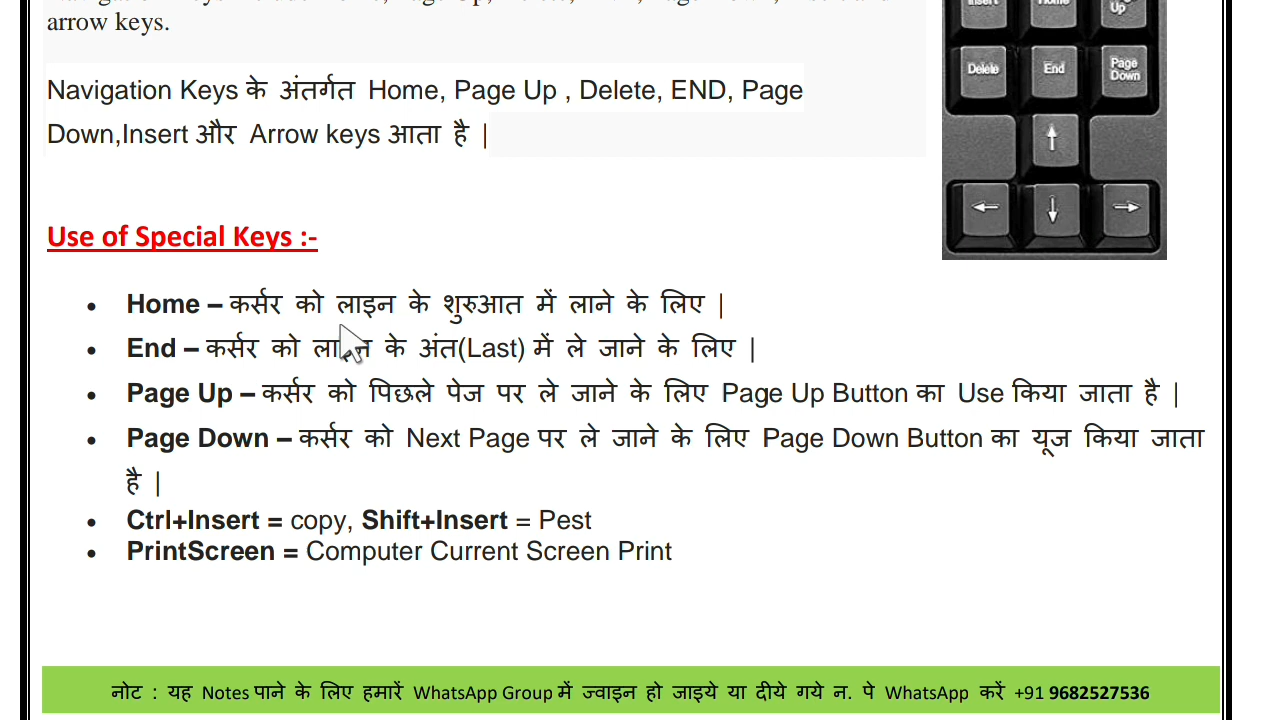 arrow keys.
Navigation Keys के अंतर्गत Home, Page Up , Delete, END, Page
Down,Insert और Arrow keys आता है |
Insert Home Page Up
Delete End Page Down
Use of Special Keys :-
• Home – कर्सर को लाइन के शुरुआत में लाने के लिए |
• End – कर्सर को लाइन के अंत(Last) में ले जाने के लिए |
• Page Up – कर्सर को पिछले पेज पर ले जाने के लिए Page Up Button का Use किया जाता है |
• Page Down – कर्सर को Next Page पर ले जाने के लिए Page Down Button का यूज किया जाता
है |
• Ctrl+Insert = copy, Shift+Insert = Pest
• PrintScreen = Computer Current Screen Print
नोट : यह Notes पाने के लिए हमारें WhatsApp Group में ज्वाइन हो जाइये या दीये गये न. पे WhatsApp करें +91 9682527536